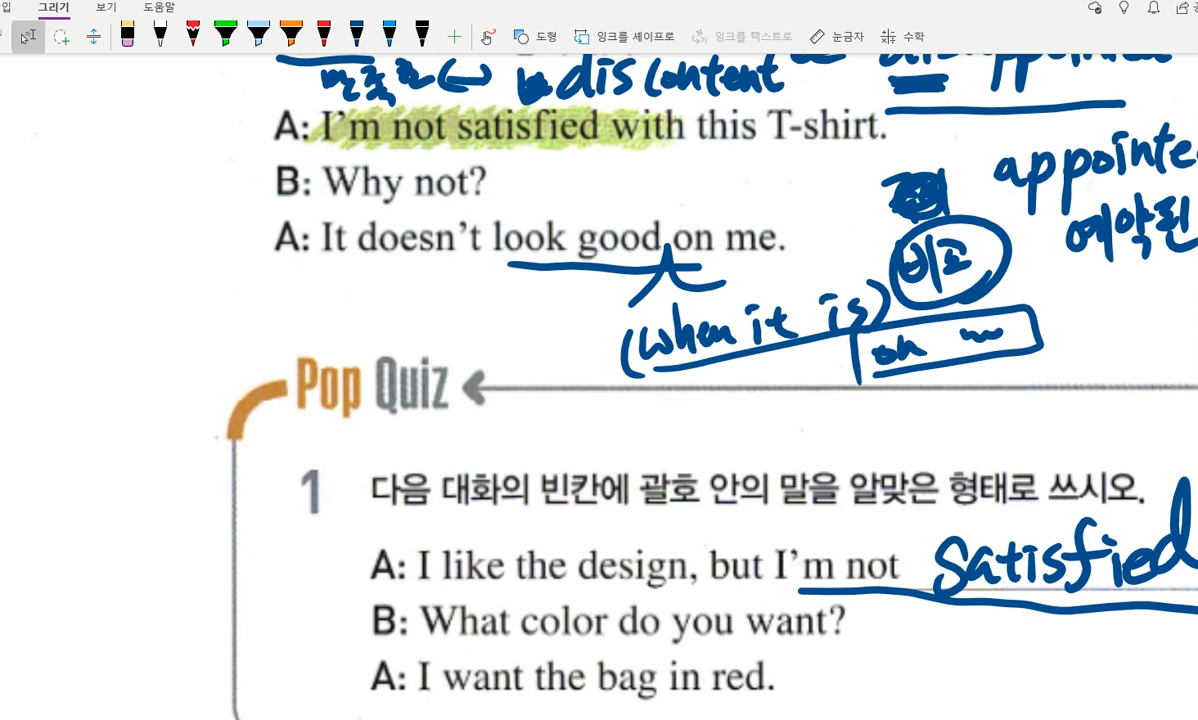 입 그리기 보기 도움말
도형 잉크를 셰이프로 잉크를 텍스트로 눈금자 수학
discontent
A: I'm not satisfied with this T-shirt.
appointe
B: Why not?
예약된
A: It doesn't look good on me.
비교
(when it is)
on ~
Pop Quiz
1 다음 대화의 빈칸에 괄호 안의 말을 알맞은 형태로 쓰시오.
A: I like the design, but I'm not satisfied
B: What color do you want?
A: I want the bag in red.